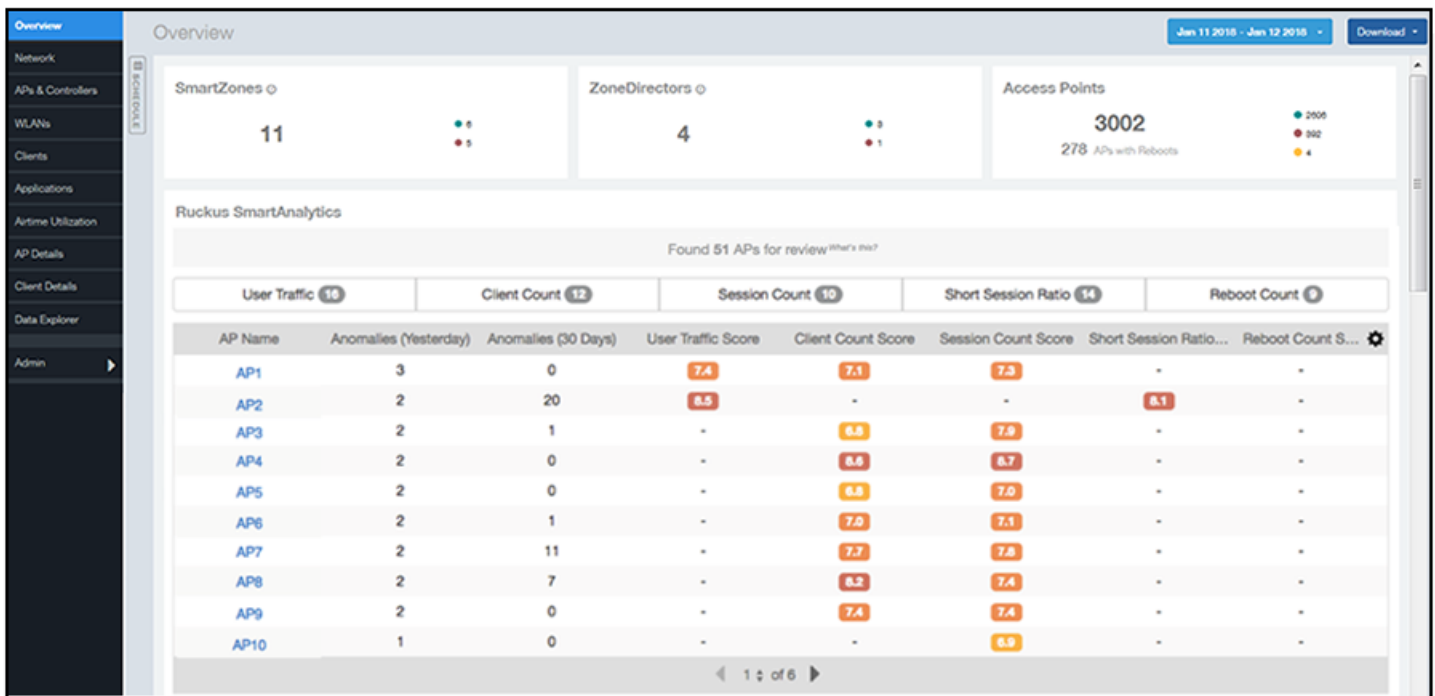 Overview
Network
APs & Controllers
WLANs
Clients
Applications
Airtime Utilization
AP Details
Client Details
Data Explorer
Admin
Overview
Jan 11 2018 - Jan 12 2018
Download
SCHEDULE
SmartZones
11
6
5
ZoneDirectors
4
3
1
Access Points
3002
278 APs with Reboots
2606
392
4
Ruckus SmartAnalytics
Found 51 APs for review What's this?
User Traffic 16 Client Count 12 Session Count 10 Short Session Ratio 14 Reboot Count 9
AP Name Anomalies (Yesterday) Anomalies (30 Days) User Traffic Score Client Count Score Session Count Score Short Session Ratio... Reboot Count S...
AP1 3 0 7.4 7.1 7.3 - -
AP2 2 20 8.5 - - 8.1 -
AP3 2 1 - 6.8 7.9 - -
AP4 2 0 - 8.6 8.7 - -
AP5 2 0 - 6.8 7.0 - -
AP6 2 1 - 7.0 7.1 - -
AP7 2 11 - 7.7 7.8 - -
AP8 2 7 - 8.2 7.4 - -
AP9 2 0 - 7.4 7.4 - -
AP10 1 0 - - 6.9 - -
1 of 6